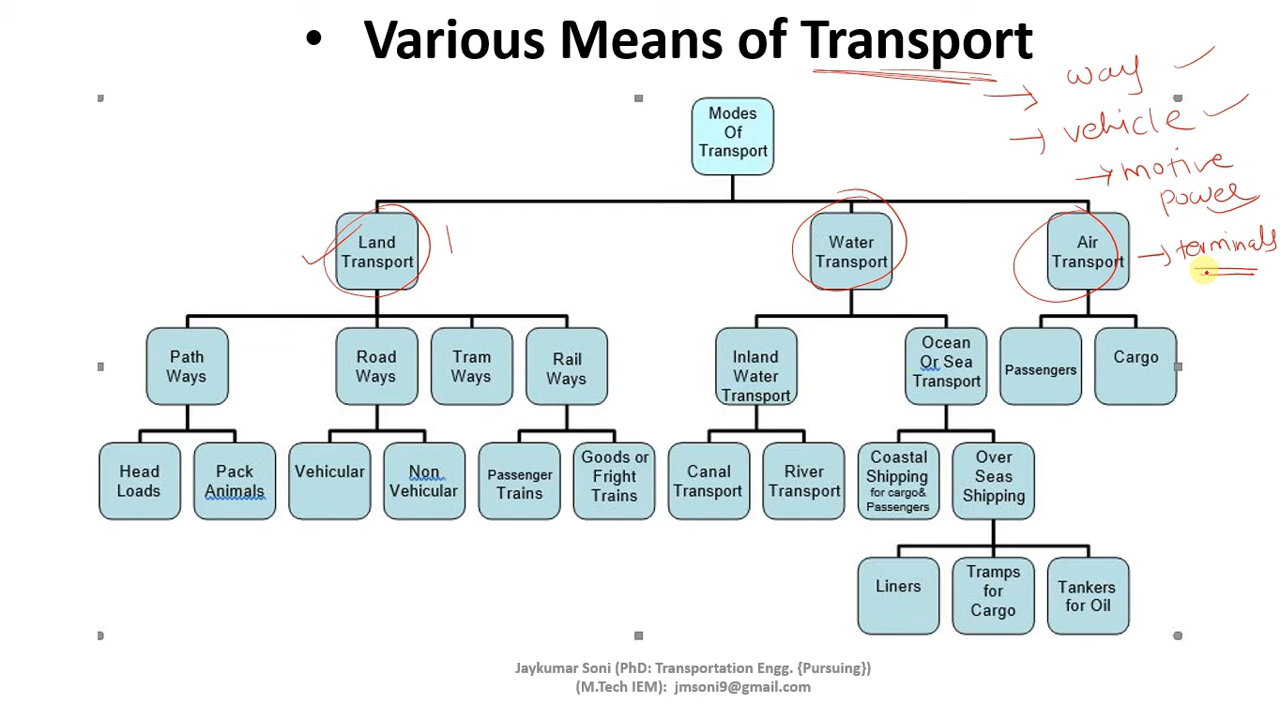 • Various Means of Transport
→ way ✓
→ vehicle ✓
→ motive
power
→ terminals
Modes
Of
Transport
Land
Transport
Water
Transport
Air
Transport
Path
Ways
Road
Ways
Tram
Ways
Rail
Ways
Inland
Water
Transport
Ocean
Or Sea
Transport
Passengers
Cargo
Head
Loads
Pack
Animals
Vehicular
Non
Vehicular
Passenger
Trains
Goods or
Fright
Trains
Canal
Transport
River
Transport
Coastal
Shipping
for cargo&
Passengers
Over
Seas
Shipping
Liners
Tramps
for
Cargo
Tankers
for Oil
Jaykumar Soni (PhD: Transportation Engg. {Pursuing})
(M.Tech IEM): jmsoni9@gmail.com